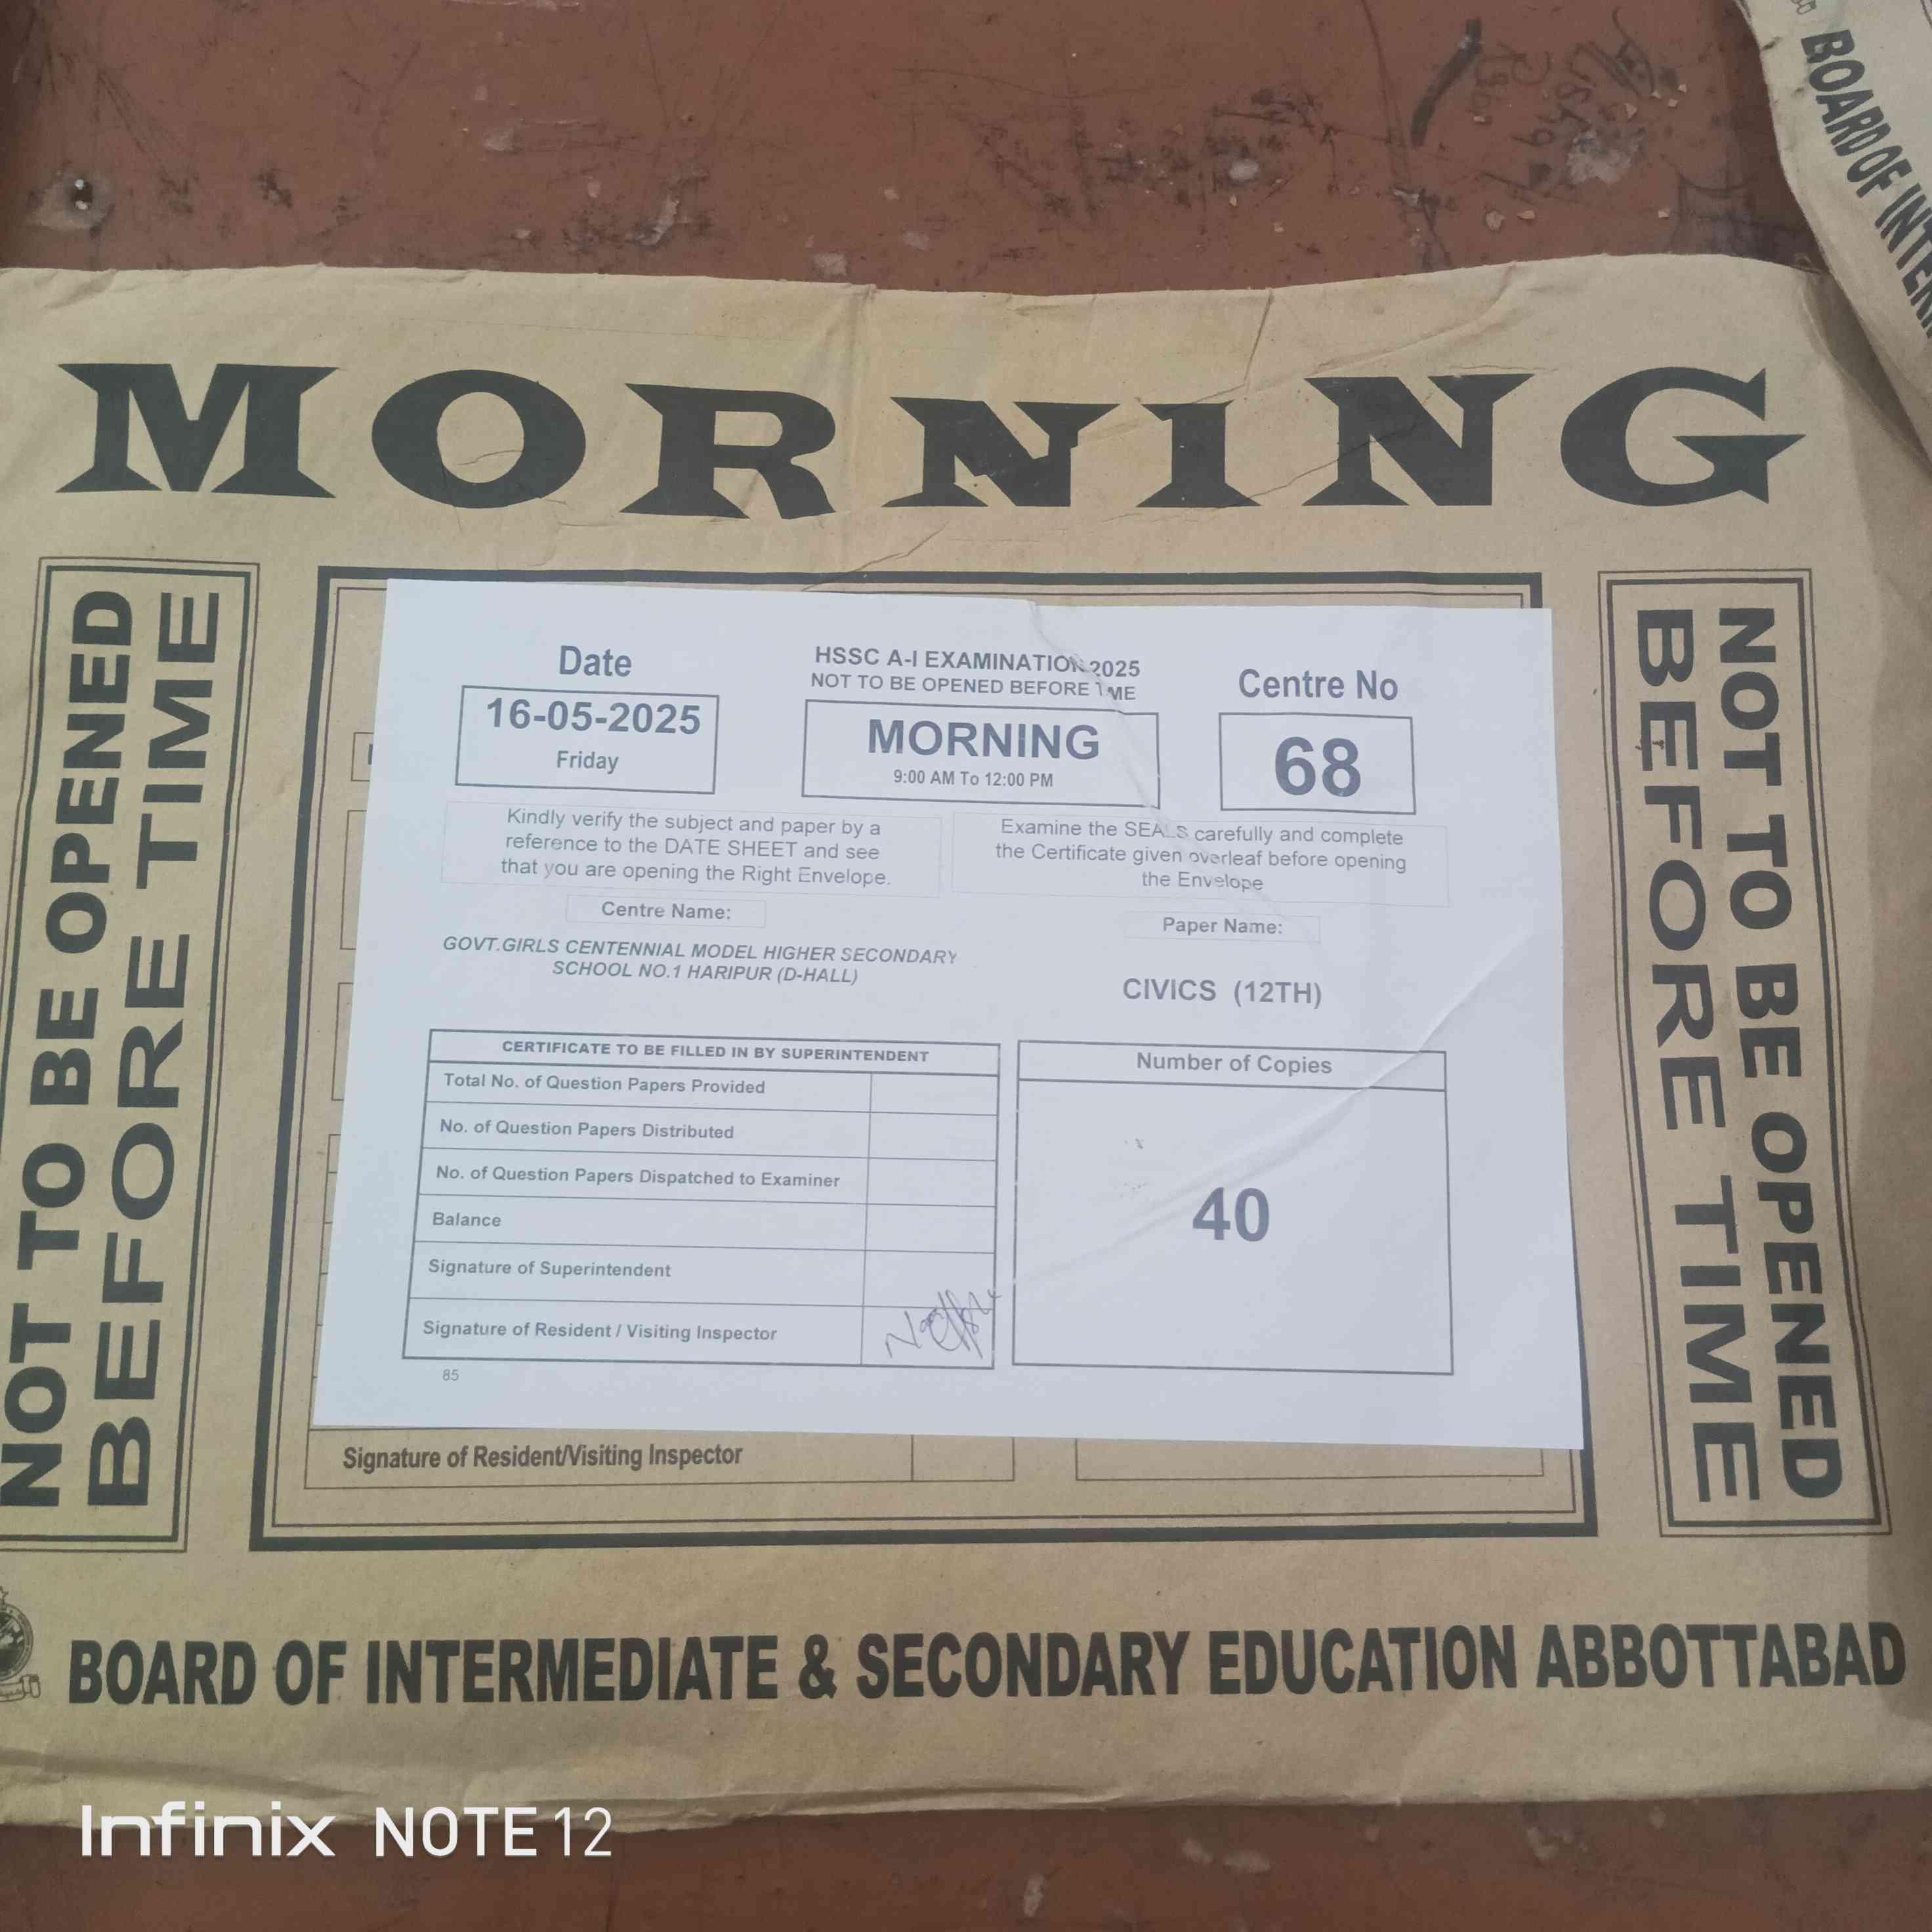 BOARD OF INTER
MORNING
NOT TO BE OPENED
BEFORE TIME
Date
16-05-2025
Friday
HSSC A-I EXAMINATION 2025
NOT TO BE OPENED BEFORE TIME
MORNING
9:00 AM To 12:00 PM
Centre No
68
Kindly verify the subject and paper by a
reference to the DATE SHEET and see
that you are opening the Right Envelope.
Examine the SEALS carefully and complete
the Certificate given overleaf before opening
the Envelope
Centre Name:
GOVT.GIRLS CENTENNIAL MODEL HIGHER SECONDARY
SCHOOL NO.1 HARIPUR (D-HALL)
Paper Name:
CIVICS (12TH)
CERTIFICATE TO BE FILLED IN BY SUPERINTENDENT
Total No. of Question Papers Provided
No. of Question Papers Distributed
No. of Question Papers Dispatched to Examiner
Balance
Signature of Superintendent
Signature of Resident / Visiting Inspector
85
Number of Copies
40
Signature of Resident/Visiting Inspector
NOT TO BE OPENED
BEFORE TIME
BOARD OF INTERMEDIATE & SECONDARY EDUCATION ABBOTTABAD
Infinix NOTE 12